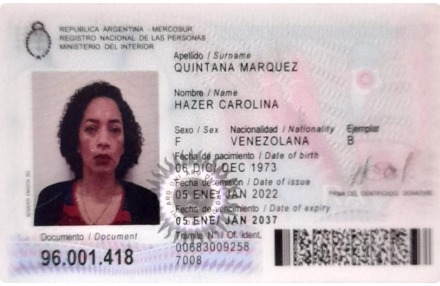 REPUBLICA ARGENTINA - MERCOSUR
REGISTRO NACIONAL DE LAS PERSONAS
MINISTERIO DEL INTERIOR
Apellido / Surname
QUINTANA MARQUEZ
Nombre / Name
HAZER CAROLINA
Sexo / Sex Nacionalidad / Nationality Ejemplar
F VENEZOLANA B
Fecha de nacimiento / Date of birth
06 DIC/ DEC 1973
Fecha de emisión / Date of issue
05 ENE/ JAN 2022
Fecha de vencimiento / Date of expiry
05 ENE/ JAN 2037
FIRMA DEL IDENTIFICADO / SIGNATURE
Documento / Document
96.001.418
Trámite N° / Of. ident.
00683009258
7008